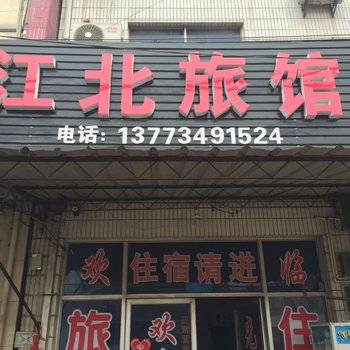 江北旅馆
电话：13773491524
欢 住宿请进 临
旅 欢 住